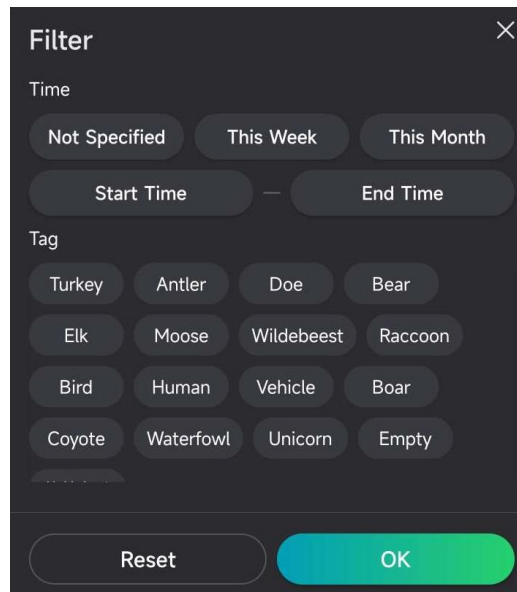 Filter
Time
Not Specified This Week This Month
Start Time — End Time
Tag
Turkey Antler Doe Bear
Elk Moose Wildebeest Raccoon
Bird Human Vehicle Boar
Coyote Waterfowl Unicorn Empty
Reset OK